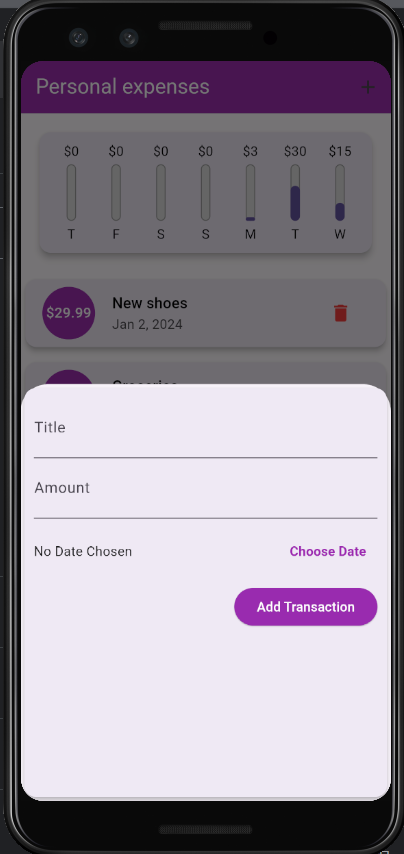 Personal expenses +
$0 $0 $0 $0 $3 $30 $15
T F S S M T W
$29.99
New shoes
Jan 2, 2024
Groceries
Title
Amount
No Date Chosen Choose Date
Add Transaction